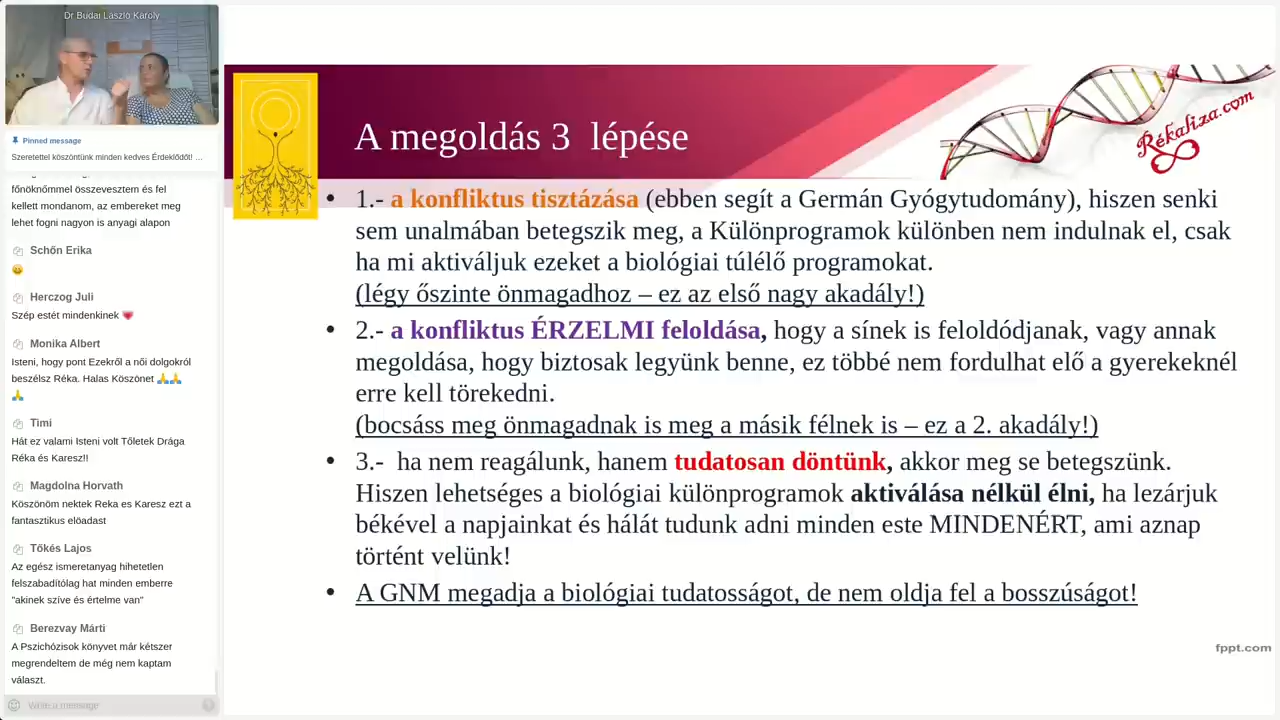 Dr Budai László Károly
Pinned message
Szeretettel köszöntünk minden kedves Érdeklődőt! ...
főnöknőmmel összevesztem és fel
kellett mondanom, az embereket meg
lehet fogni nagyon is anyagi alapon
Schőn Erika
Herczog Juli
Szép estét mindenkinek 💗
Monika Albert
Isteni, hogy pont Ezekről a női dolgokról
beszélsz Réka. Halas Köszönet 🙏🙏
🙏
Timi
Hát ez valami Isteni volt Tőletek Drága
Réka és Karesz!!
Magdolna Horvath
Köszönöm nektek Reka es Karesz ezt a
fantasztikus elöadast
Tőkés Lajos
Az egész ismeretanyag hihetetlen
felszabadítólag hat minden emberre
"akinek szíve és értelme van"
Berezvay Márti
A Pszichózisok könyvet már kétszer
megrendeltem de még nem kaptam
választ.
Write a message
A megoldás 3 lépése
Rékaliza.com
• 1.- a konfliktus tisztázása (ebben segít a Germán Gyógytudomány), hiszen senki
sem unalmában betegszik meg, a Különprogramok különben nem indulnak el, csak
ha mi aktiváljuk ezeket a biológiai túlélő programokat.
(légy őszinte önmagadhoz – ez az első nagy akadály!)
• 2.- a konfliktus ÉRZELMI feloldása, hogy a sínek is feloldódjanak, vagy annak
megoldása, hogy biztosak legyünk benne, ez többé nem fordulhat elő a gyerekeknél
erre kell törekedni.
(bocsáss meg önmagadnak is meg a másik félnek is – ez a 2. akadály!)
• 3.- ha nem reagálunk, hanem tudatosan döntünk, akkor meg se betegszünk.
Hiszen lehetséges a biológiai különprogramok aktiválása nélkül élni, ha lezárjuk
békével a napjainkat és hálát tudunk adni minden este MINDENÉRT, ami aznap
történt velünk!
• A GNM megadja a biológiai tudatosságot, de nem oldja fel a bosszúságot!
fppt.com